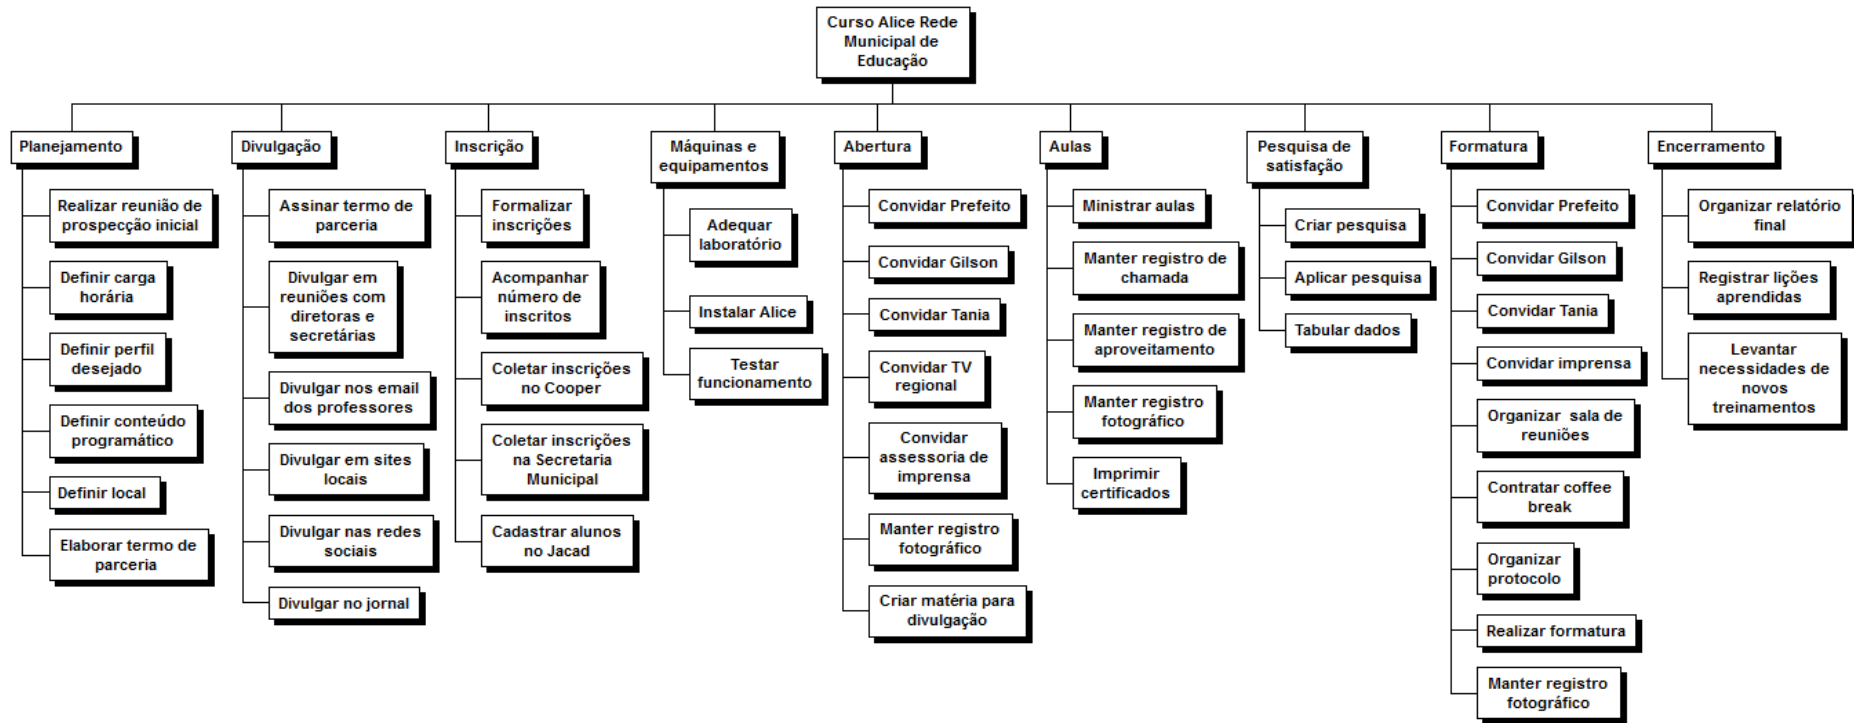 Curso Alice Rede
Municipal de
Educação
Planejamento
Realizar reunião de
prospecção inicial
Definir carga
horária
Definir perfil
desejado
Definir conteúdo
programático
Definir local
Elaborar termo de
parceria
Divulgação
Assinar termo de
parceria
Divulgar em
reuniões com
diretoras e
secretárias
Divulgar nos email
dos professores
Divulgar em sites
locais
Divulgar nas redes
sociais
Divulgar no jornal
Inscrição
Formalizar
inscrições
Acompanhar
número de
inscritos
Coletar inscrições
no Cooper
Coletar inscrições
na Secretaria
Municipal
Cadastrar alunos
no Jacad
Máquinas e
equipamentos
Adequar
laboratório
Instalar Alice
Testar
funcionamento
Abertura
Convidar Prefeito
Convidar Gilson
Convidar Tania
Convidar TV
regional
Convidar
assessoria de
imprensa
Manter registro
fotográfico
Criar matéria para
divulgação
Aulas
Ministrar aulas
Manter registro de
chamada
Manter registro de
aproveitamento
Manter registro
fotográfico
Imprimir
certificados
Pesquisa de
satisfação
Criar pesquisa
Aplicar pesquisa
Tabular dados
Formatura
Convidar Prefeito
Convidar Gilson
Convidar Tania
Convidar imprensa
Organizar sala de
reuniões
Contratar coffee
break
Organizar
protocolo
Realizar formatura
Manter registro
fotográfico
Encerramento
Organizar relatório
final
Registrar lições
aprendidas
Levantar
necessidades de
novos
treinamentos